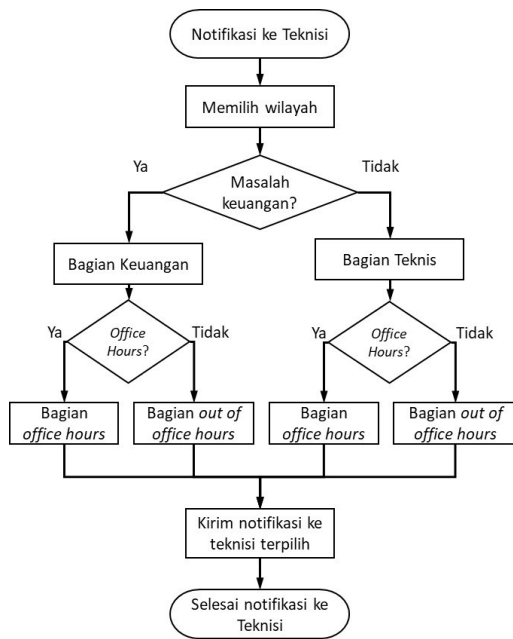 Notifikasi ke Teknisi
Memilih wilayah
Ya
Tidak
Masalah
keuangan?
Bagian Keuangan
Bagian Teknis
Ya
Office
Hours?
Tidak
Ya
Office
Hours?
Tidak
Bagian
office hours
Bagian out of
office hours
Bagian
office hours
Bagian out of
office hours
Kirim notifikasi ke
teknisi terpilih
Selesai notifikasi ke
Teknisi